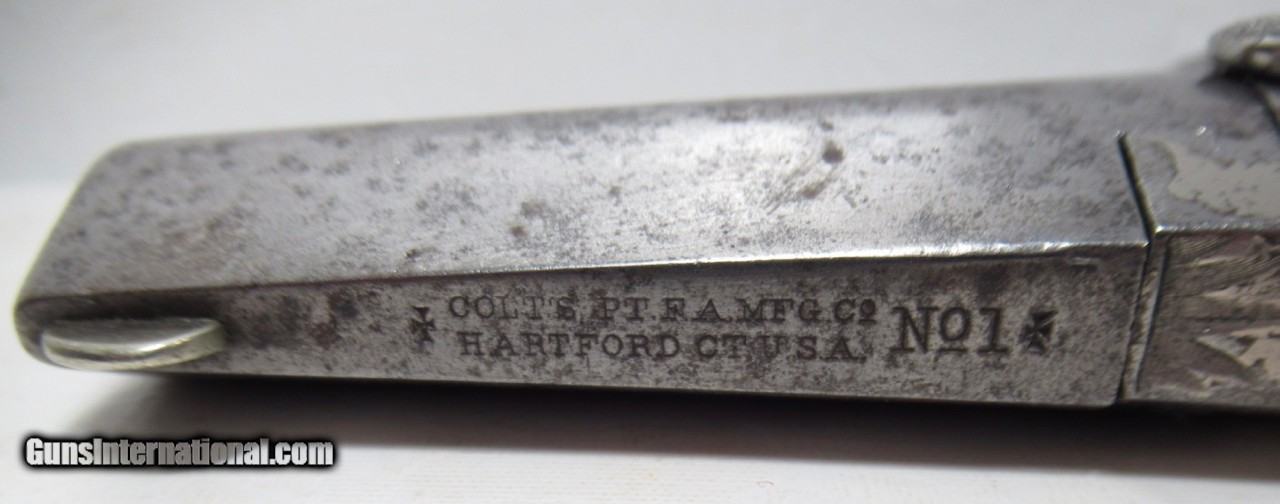 COLT'S PT. F.A. MFG. Co
HARTFORD CT. U.S.A.
No1
GunsInternational.com